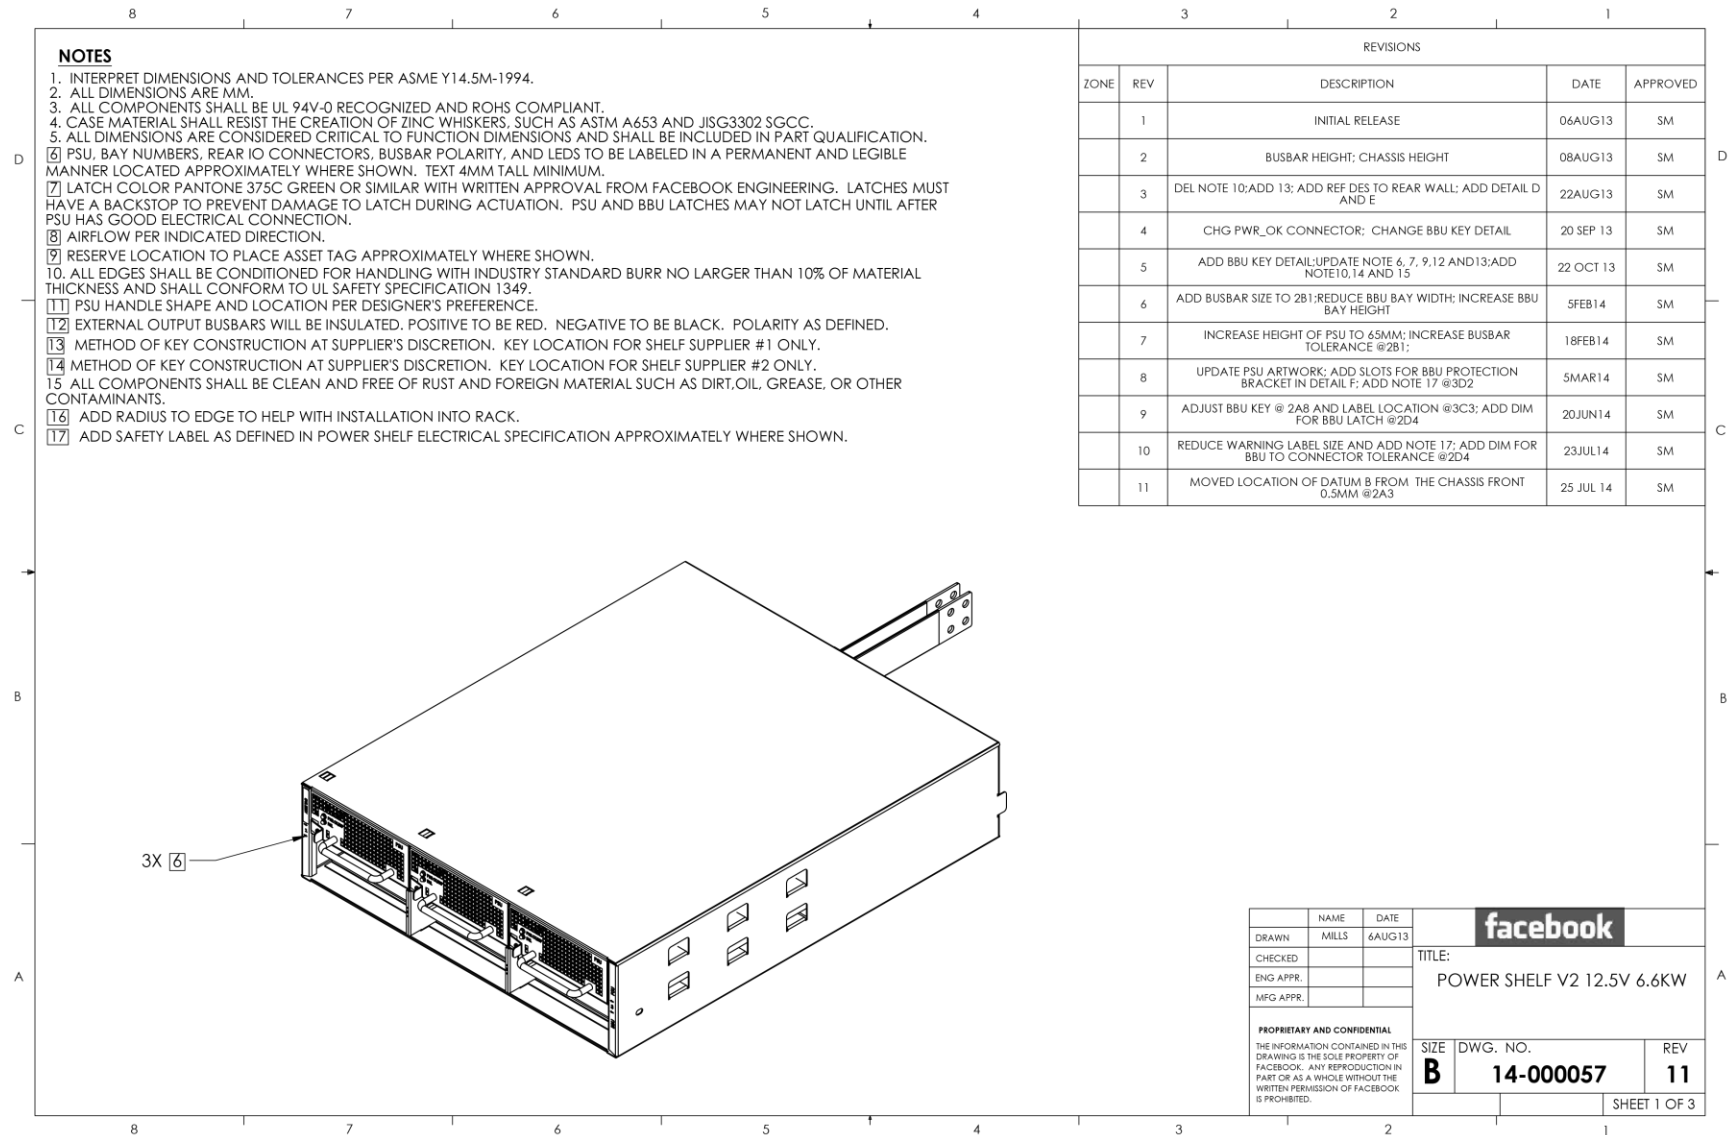 8 7 6 5 4 3 2 1
NOTES
1. INTERPRET DIMENSIONS AND TOLERANCES PER ASME Y14.5M-1994.
2. ALL DIMENSIONS ARE MM.
3. ALL COMPONENTS SHALL BE UL 94V-0 RECOGNIZED AND ROHS COMPLIANT.
4. CASE MATERIAL SHALL RESIST THE CREATION OF ZINC WHISKERS, SUCH AS ASTM A653 AND JISG3302 SGCC.
5. ALL DIMENSIONS ARE CONSIDERED CRITICAL TO FUNCTION DIMENSIONS AND SHALL BE INCLUDED IN PART QUALIFICATION.
6 PSU, BAY NUMBERS, REAR IO CONNECTORS, BUSBAR POLARITY, AND LEDS TO BE LABELED IN A PERMANENT AND LEGIBLE
MANNER LOCATED APPROXIMATELY WHERE SHOWN. TEXT 4MM TALL MINIMUM.
7 LATCH COLOR PANTONE 375C GREEN OR SIMILAR WITH WRITTEN APPROVAL FROM FACEBOOK ENGINEERING. LATCHES MUST
HAVE A BACKSTOP TO PREVENT DAMAGE TO LATCH DURING ACTUATION. PSU AND BBU LATCHES MAY NOT LATCH UNTIL AFTER
PSU HAS GOOD ELECTRICAL CONNECTION.
8 AIRFLOW PER INDICATED DIRECTION.
9 RESERVE LOCATION TO PLACE ASSET TAG APPROXIMATELY WHERE SHOWN.
10. ALL EDGES SHALL BE CONDITIONED FOR HANDLING WITH INDUSTRY STANDARD BURR NO LARGER THAN 10% OF MATERIAL
THICKNESS AND SHALL CONFORM TO UL SAFETY SPECIFICATION 1349.
11 PSU HANDLE SHAPE AND LOCATION PER DESIGNER'S PREFERENCE.
12 EXTERNAL OUTPUT BUSBARS WILL BE INSULATED. POSITIVE TO BE RED. NEGATIVE TO BE BLACK. POLARITY AS DEFINED.
13 METHOD OF KEY CONSTRUCTION AT SUPPLIER'S DISCRETION. KEY LOCATION FOR SHELF SUPPLIER #1 ONLY.
14 METHOD OF KEY CONSTRUCTION AT SUPPLIER'S DISCRETION. KEY LOCATION FOR SHELF SUPPLIER #2 ONLY.
15 ALL COMPONENTS SHALL BE CLEAN AND FREE OF RUST AND FOREIGN MATERIAL SUCH AS DIRT,OIL, GREASE, OR OTHER
CONTAMINANTS.
16 ADD RADIUS TO EDGE TO HELP WITH INSTALLATION INTO RACK.
17 ADD SAFETY LABEL AS DEFINED IN POWER SHELF ELECTRICAL SPECIFICATION APPROXIMATELY WHERE SHOWN.
REVISIONS
ZONE REV DESCRIPTION DATE APPROVED
1 INITIAL RELEASE 06AUG13 SM
2 BUSBAR HEIGHT; CHASSIS HEIGHT 08AUG13 SM
3 DEL NOTE 10;ADD 13; ADD REF DES TO REAR WALL; ADD DETAIL D
AND E 22AUG13 SM
4 CHG PWR_OK CONNECTOR; CHANGE BBU KEY DETAIL 20 SEP 13 SM
5 ADD BBU KEY DETAIL;UPDATE NOTE 6, 7, 9,12 AND13;ADD
NOTE10,14 AND 15 22 OCT 13 SM
6 ADD BUSBAR SIZE TO 2B1;REDUCE BBU BAY WIDTH; INCREASE BBU
BAY HEIGHT 5FEB14 SM
7 INCREASE HEIGHT OF PSU TO 65MM; INCREASE BUSBAR
TOLERANCE @2B1; 18FEB14 SM
8 UPDATE PSU ARTWORK; ADD SLOTS FOR BBU PROTECTION
BRACKET IN DETAIL F; ADD NOTE 17 @3D2 5MAR14 SM
9 ADJUST BBU KEY @ 2A8 AND LABEL LOCATION @3C3; ADD DIM
FOR BBU LATCH @2D4 20JUN14 SM
10 REDUCE WARNING LABEL SIZE AND ADD NOTE 17; ADD DIM FOR
BBU TO CONNECTOR TOLERANCE @2D4 23JUL14 SM
11 MOVED LOCATION OF DATUM B FROM THE CHASSIS FRONT
0.5MM @2A3 25 JUL 14 SM
D D
C C
B B
A A
3X 6
NAME DATE
DRAWN MILLS 6AUG13
CHECKED
ENG APPR.
MFG APPR.
PROPRIETARY AND CONFIDENTIAL
THE INFORMATION CONTAINED IN THIS
DRAWING IS THE SOLE PROPERTY OF
FACEBOOK. ANY REPRODUCTION IN
PART OR AS A WHOLE WITHOUT THE
WRITTEN PERMISSION OF FACEBOOK
IS PROHIBITED.
facebook
TITLE:
POWER SHELF V2 12.5V 6.6KW
SIZE DWG. NO. REV
B 14-000057 11
SHEET 1 OF 3
8 7 6 5 4 3 2 1